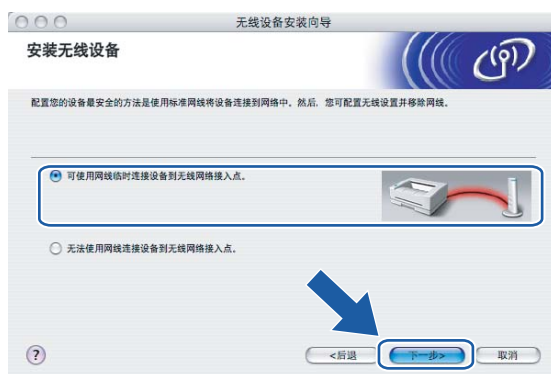 无线设备安装向导
安装无线设备
配置您的设备最安全的方法是使用标准网线将设备连接到网络中。然后，您可配置无线设置并移除网线。
可使用网线临时连接设备到无线网络接入点。
无法使用网线连接设备到无线网络接入点。
?
<后退
下一步>
取消